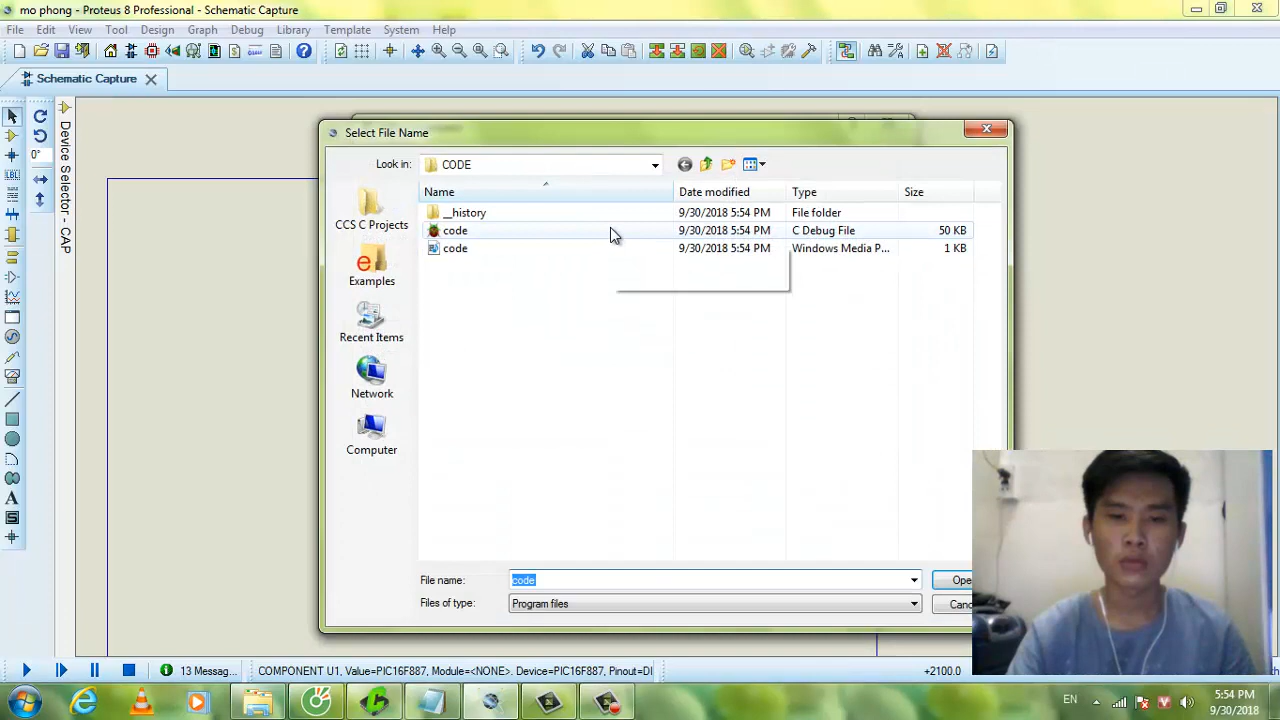 mo phong - Proteus 8 Professional - Schematic Capture
File Edit View Tool Design Graph Debug Library Template System Help
Schematic Capture
Device Selector - CAP
0°
LBL
Select File Name
Look in: CODE
Name Date modified Type Size
__history 9/30/2018 5:54 PM File folder
code 9/30/2018 5:54 PM C Debug File 50 KB
code 9/30/2018 5:54 PM Windows Media P... 1 KB
CCS C Projects
Examples
Recent Items
Network
Computer
File name: code Ope
Files of type: Program files Canc
13 Messag... COMPONENT U1, Value=PIC16F887, Module=<NONE>. Device=PIC16F887, Pinout=DI +2100.0
EN 5:54 PM
9/30/2018